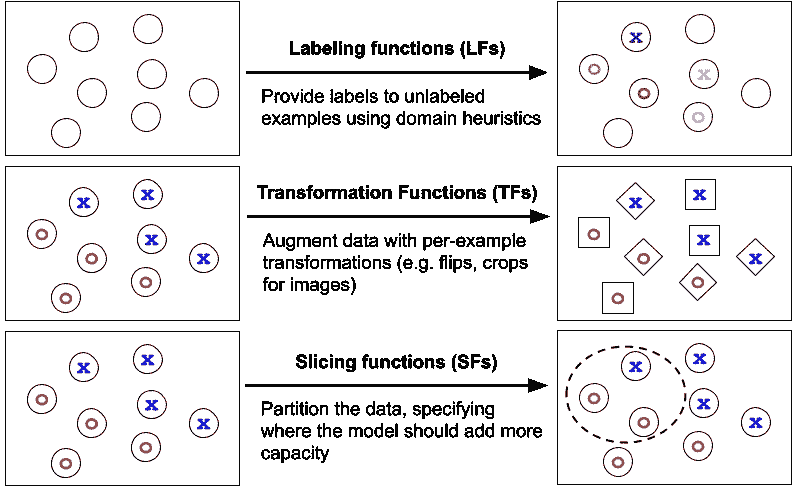 Labeling functions (LFs)
Provide labels to unlabeled
examples using domain heuristics
Transformation Functions (TFs)
Augment data with per-example
transformations (e.g. flips, crops
for images)
Slicing functions (SFs)
Partition the data, specifying
where the model should add more
capacity